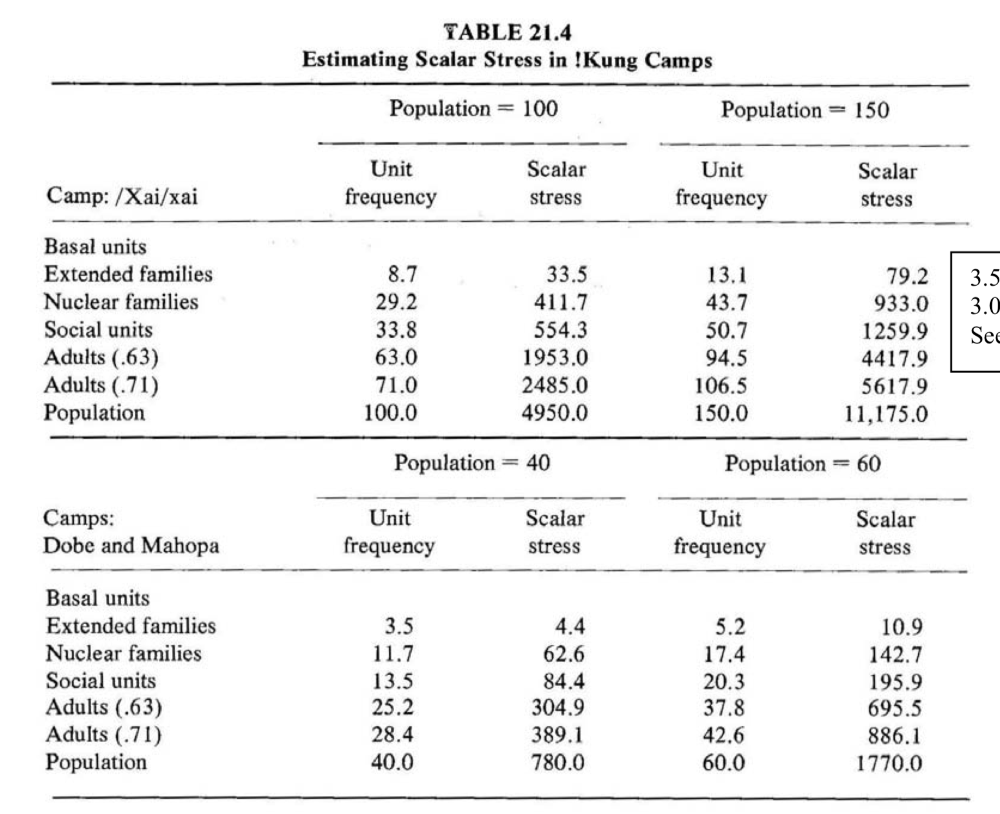 TABLE 21.4
Estimating Scalar Stress in !Kung Camps
Population = 100 Population = 150
Unit Scalar Unit Scalar
Camp: /Xai/xai frequency stress frequency stress
Basal units
Extended families 8.7 33.5 13.1 79.2
Nuclear families 29.2 411.7 43.7 933.0
Social units 33.8 554.3 50.7 1259.9
Adults (.63) 63.0 1953.0 94.5 4417.9
Adults (.71) 71.0 2485.0 106.5 5617.9
Population 100.0 4950.0 150.0 11,175.0
3.5
3.0
See
Population = 40 Population = 60
Camps: Unit Scalar Unit Scalar
Dobe and Mahopa frequency stress frequency stress
Basal units
Extended families 3.5 4.4 5.2 10.9
Nuclear families 11.7 62.6 17.4 142.7
Social units 13.5 84.4 20.3 195.9
Adults (.63) 25.2 304.9 37.8 695.5
Adults (.71) 28.4 389.1 42.6 886.1
Population 40.0 780.0 60.0 1770.0